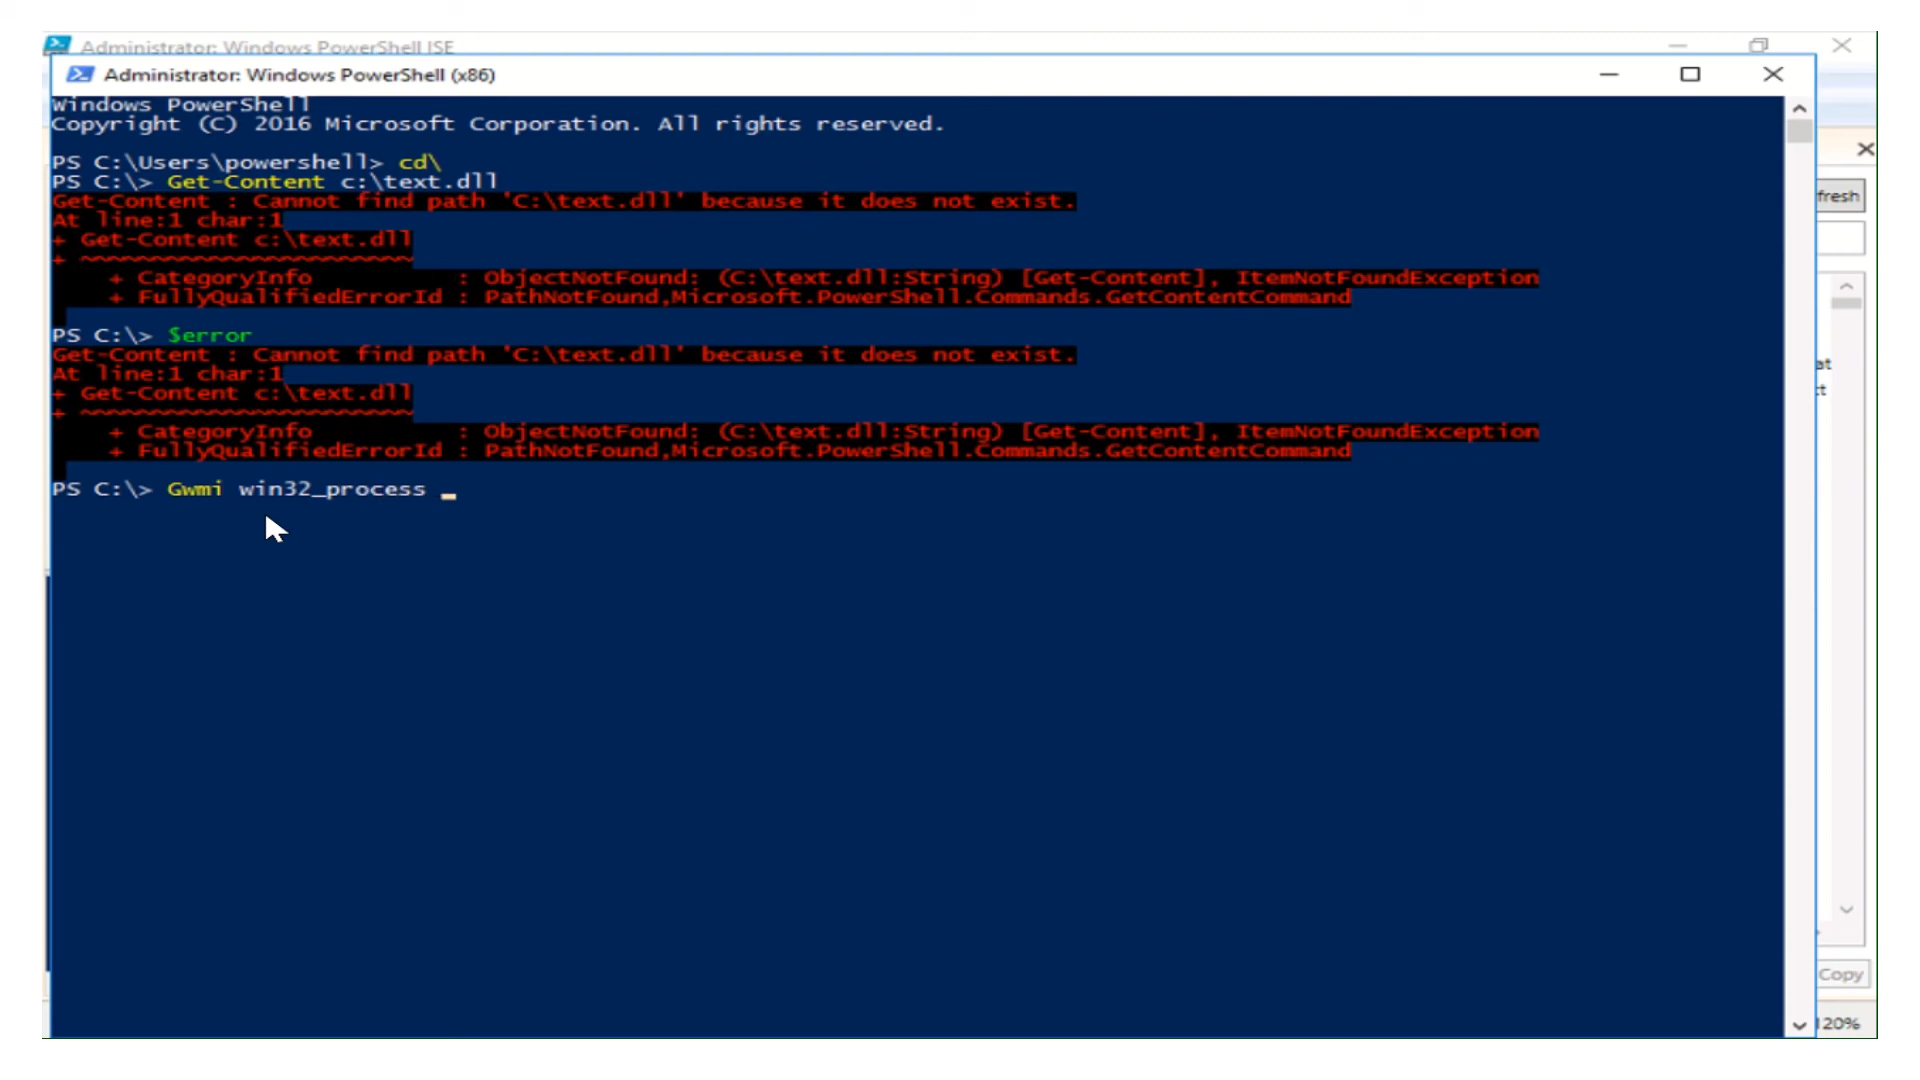 Administrator: Windows PowerShell ISE
Administrator: Windows PowerShell (x86)
Windows PowerShell
Copyright (C) 2016 Microsoft Corporation. All rights reserved.
PS C:\Users\powershell> cd\
PS C:\> Get-Content c:\text.dll
Get-Content : Cannot find path 'C:\text.dll' because it does not exist.
At line:1 char:1
+ Get-Content c:\text.dll
+ ~~~~~~~~~~~~~~~~~~~~~~~
+ CategoryInfo : ObjectNotFound: (C:\text.dll:String) [Get-Content], ItemNotFoundException
+ FullyQualifiedErrorId : PathNotFound,Microsoft.PowerShell.Commands.GetContentCommand
PS C:\> $error
Get-Content : Cannot find path 'C:\text.dll' because it does not exist.
At line:1 char:1
+ Get-Content c:\text.dll
+ ~~~~~~~~~~~~~~~~~~~~~~~
+ CategoryInfo : ObjectNotFound: (C:\text.dll:String) [Get-Content], ItemNotFoundException
+ FullyQualifiedErrorId : PathNotFound,Microsoft.PowerShell.Commands.GetContentCommand
PS C:\> Gwmi win32_process _
fresh
at
ct
Copy
120%